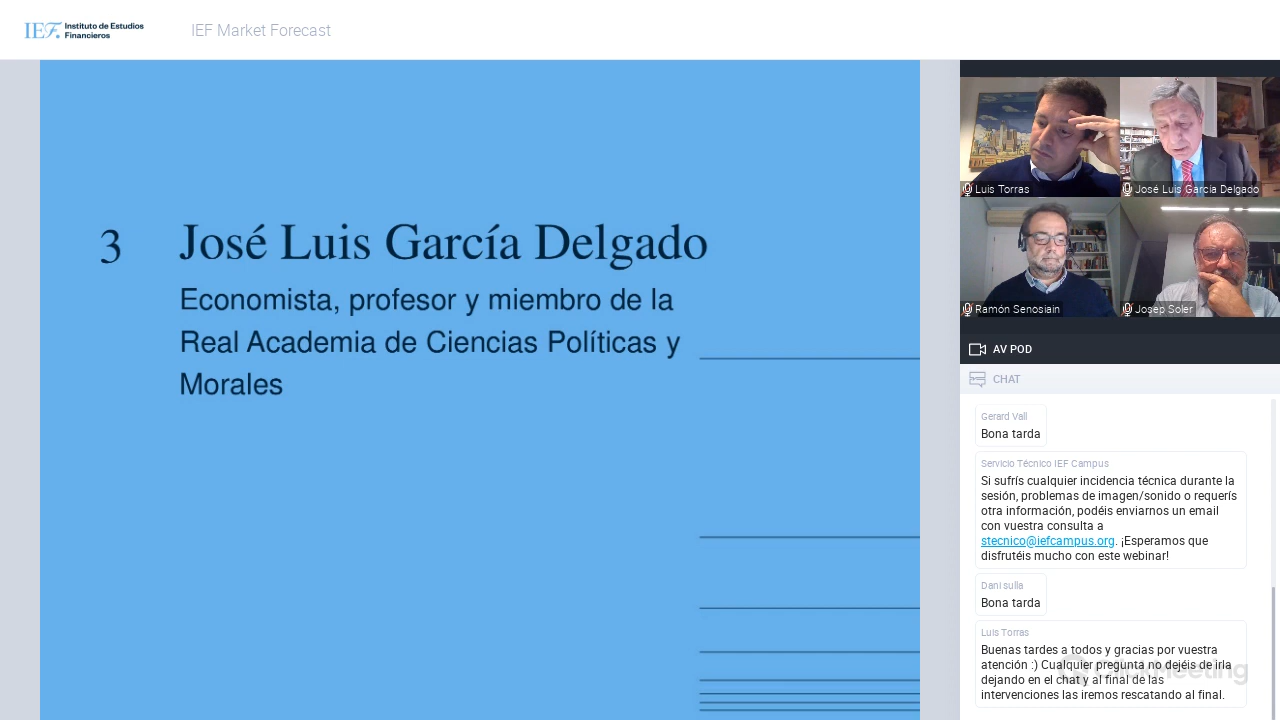 IEF. Instituto de Estudios
Financieros
IEF Market Forecast
3 José Luis García Delgado
Economista, profesor y miembro de la
Real Academia de Ciencias Políticas y
Morales
Luis Torras
José Luis García Delgado
Ramón Senosiain
Josep Soler
AV POD
CHAT
Gerard Vall
Bona tarda
Servicio Técnico IEF Campus
Si sufrís cualquier incidencia técnica durante la
sesión, problemas de imagen/sonido o requerís
otra información, podéis enviarnos un email
con vuestra consulta a
stecnico@iefcampus.org. ¡Esperamos que
disfrutéis mucho con este webinar!
Dani sulla
Bona tarda
Luis Torras
Buenas tardes a todos y gracias por vuestra
atención :) Cualquier pregunta no dejéis de irla
dejando en el chat y al final de las
intervenciones las iremos rescatando al final.
ClickMeeting